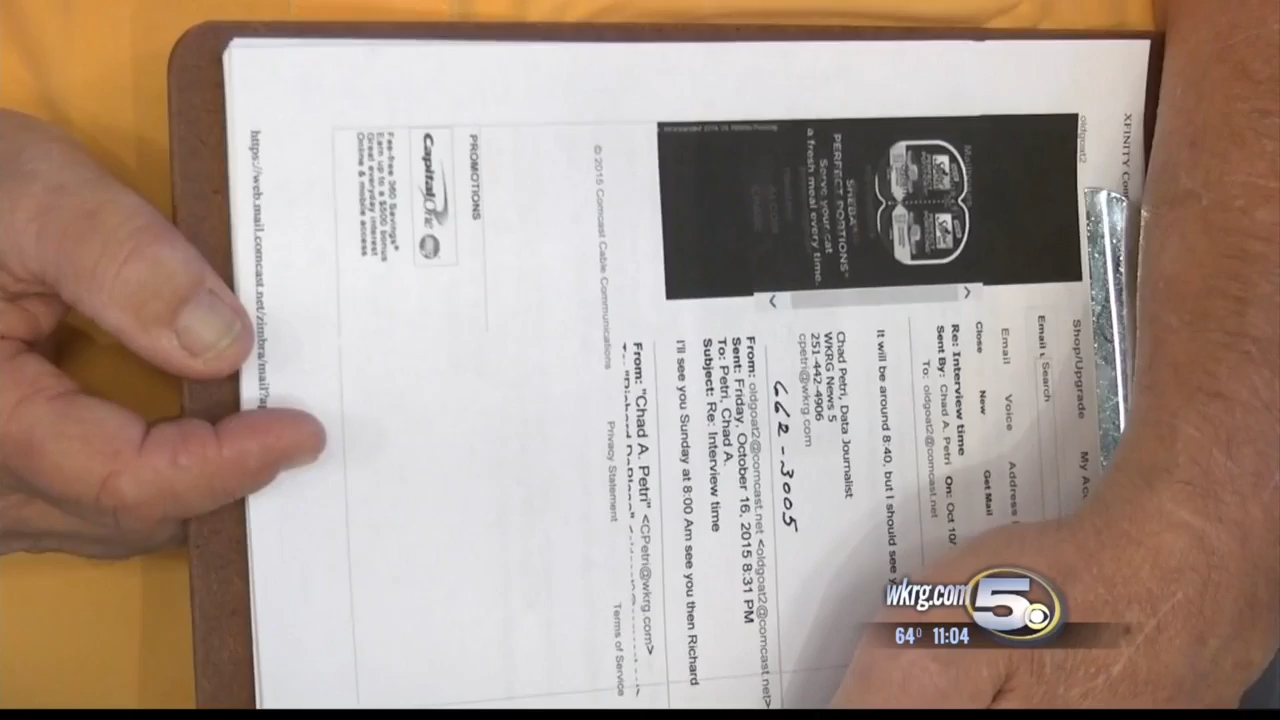 XFINITY
oldgoat2
Shop/Upgrade My
Email Search
Email Voice Address
Close New Get Mail
Re: Interview time
Sent By: Chad A. Petri On: Oct 10/
To: oldgoat2@comcast.net
It will be around 8:40, but I should see
Chad Petri, Data Journalist
WKRG News 5
251-442-4906
cpetri@wkrg.com
662-3005
From: oldgoat2@comcast.net <oldgoat2@comcast.net>
Sent: Friday, October 16, 2015 8:31 PM
To: Petri, Chad A.
Subject: Re: Interview time
I'll see you Sunday at 8:00 Am see you then Richard
From: "Chad A. Petri" <CPetri@wkrg.com>
SHEBA®
PERFECT PORTIONS™
Serve your cat
a fresh meal every time.
© 2015 Comcast Cable Communications Privacy Statement Terms of Service
PROMOTIONS
Capital One
360
Fee-free 360 Savings®
Earn up to a $500 bonus
Great everyday interest
Online & mobile access
https://web.mail.comcast.net/zimbra/mail?
wkrg.com 5
64° 11:04